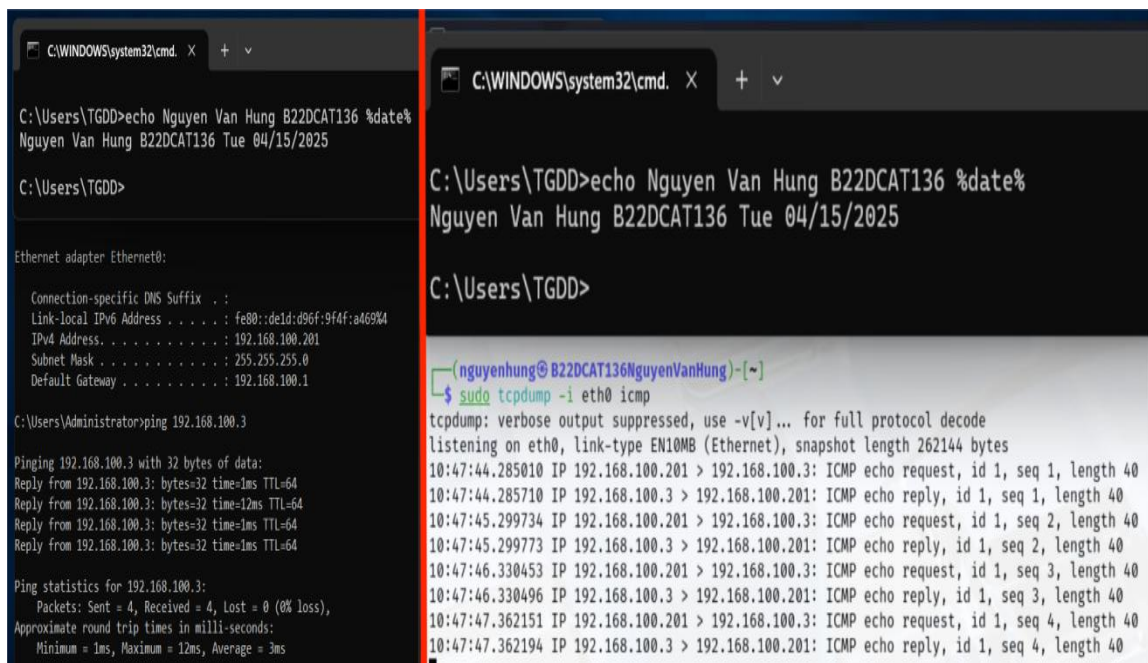 C:\WINDOWS\system32\cmd. X + v
C:\Users\TGDD>echo Nguyen Van Hung B22DCAT136 %date%
Nguyen Van Hung B22DCAT136 Tue 04/15/2025
C:\Users\TGDD>
Ethernet adapter Ethernet0:
Connection-specific DNS Suffix . :
Link-local IPv6 Address . . . . . : fe80::de1d:d96f:9f4f:a469%4
IPv4 Address. . . . . . . . . . . : 192.168.100.201
Subnet Mask . . . . . . . . . . . : 255.255.255.0
Default Gateway . . . . . . . . . : 192.168.100.1
C:\Users\Administrator>ping 192.168.100.3
Pinging 192.168.100.3 with 32 bytes of data:
Reply from 192.168.100.3: bytes=32 time=1ms TTL=64
Reply from 192.168.100.3: bytes=32 time=12ms TTL=64
Reply from 192.168.100.3: bytes=32 time=1ms TTL=64
Reply from 192.168.100.3: bytes=32 time=1ms TTL=64
Ping statistics for 192.168.100.3:
Packets: Sent = 4, Received = 4, Lost = 0 (0% loss),
Approximate round trip times in milli-seconds:
Minimum = 1ms, Maximum = 12ms, Average = 3ms
C:\WINDOWS\system32\cmd. X + v
C:\Users\TGDD>echo Nguyen Van Hung B22DCAT136 %date%
Nguyen Van Hung B22DCAT136 Tue 04/15/2025
C:\Users\TGDD>
(nguyenhung㉿B22DCAT136NguyenVanHung)-[~]
$ sudo tcpdump -i eth0 icmp
tcpdump: verbose output suppressed, use -v[v]... for full protocol decode
listening on eth0, link-type EN10MB (Ethernet), snapshot length 262144 bytes
10:47:44.285010 IP 192.168.100.201 > 192.168.100.3: ICMP echo request, id 1, seq 1, length 40
10:47:44.285710 IP 192.168.100.3 > 192.168.100.201: ICMP echo reply, id 1, seq 1, length 40
10:47:45.299734 IP 192.168.100.201 > 192.168.100.3: ICMP echo request, id 1, seq 2, length 40
10:47:45.299773 IP 192.168.100.3 > 192.168.100.201: ICMP echo reply, id 1, seq 2, length 40
10:47:46.330453 IP 192.168.100.201 > 192.168.100.3: ICMP echo request, id 1, seq 3, length 40
10:47:46.330496 IP 192.168.100.3 > 192.168.100.201: ICMP echo reply, id 1, seq 3, length 40
10:47:47.362151 IP 192.168.100.201 > 192.168.100.3: ICMP echo request, id 1, seq 4, length 40
10:47:47.362194 IP 192.168.100.3 > 192.168.100.201: ICMP echo reply, id 1, seq 4, length 40